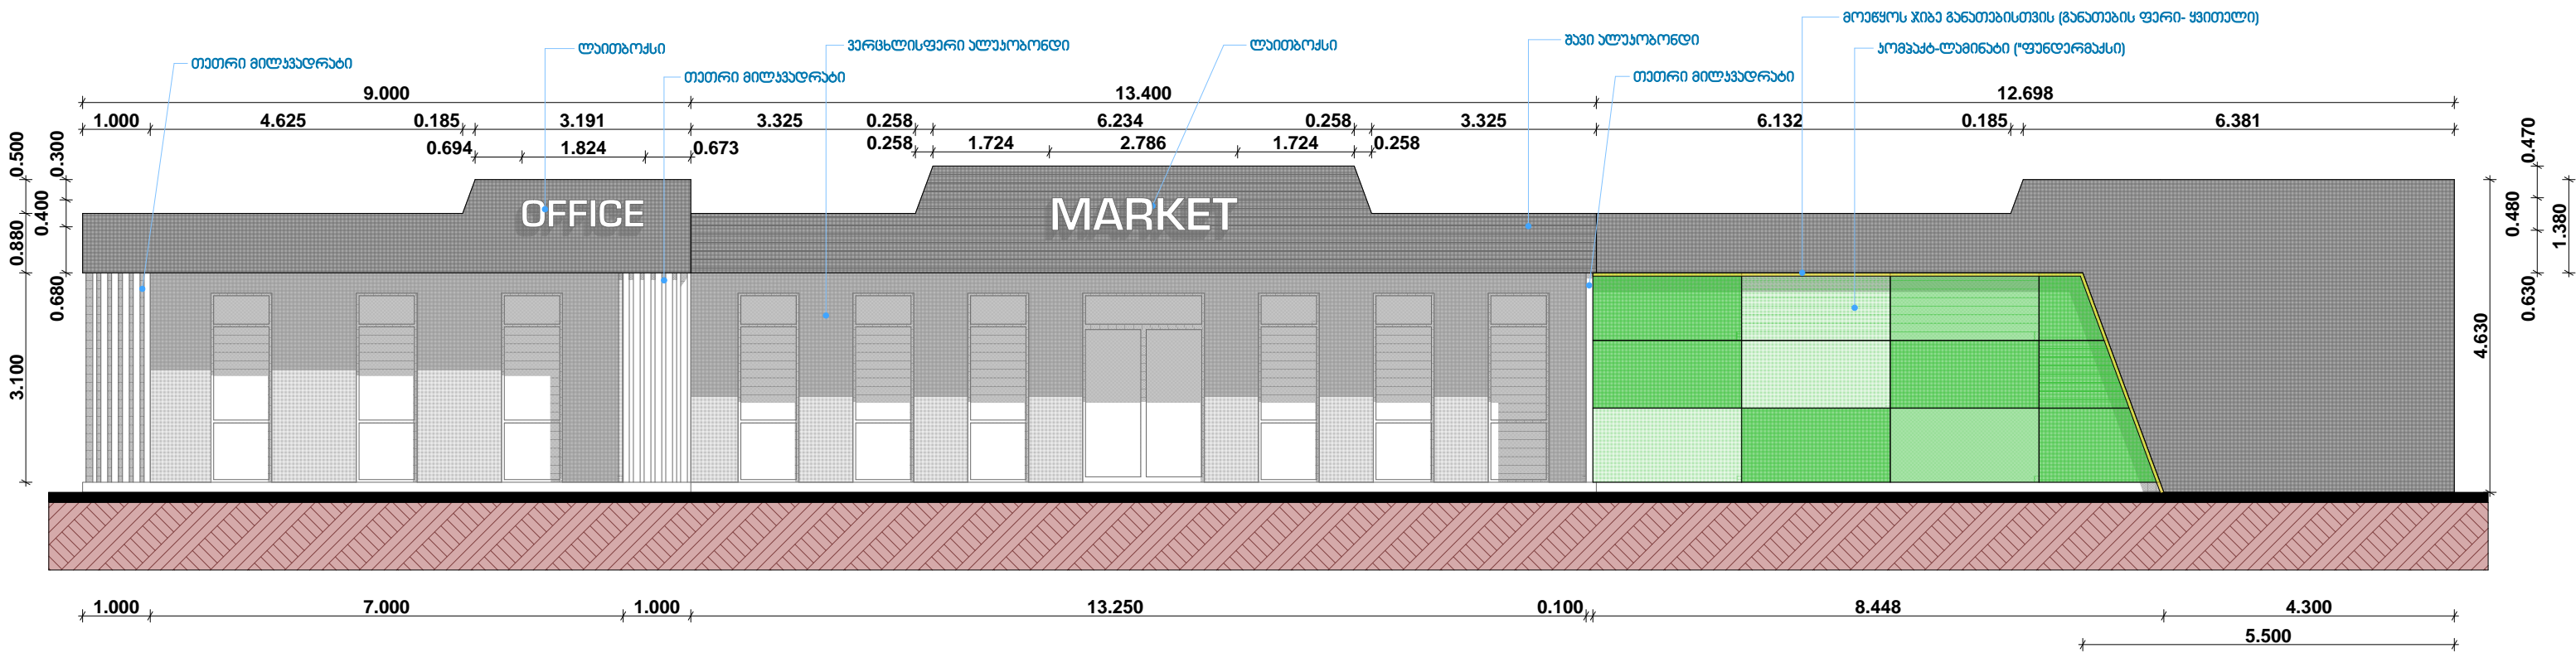 მოეწყოს ჯიბე განათებისთვის (განათების ფერი- ყვითელი)
შავი ალუკობონდი
ლაითბოქსი
ვერცხლისფერი ალუკობონდი
ლაითბოქსი
კომპაქტ-ლამინატი ("ფუნდერმაქსი)
თეთრი მილკვადრატი
თეთრი მილკვადრატი
თეთრი მილკვადრატი
9.000 13.400 12.698
1.000 4.625 0.185 3.191 3.325 0.258 6.234 0.258 3.325 6.132 0.185 6.381
0.694 1.824 0.673 0.258 1.724 2.786 1.724 0.258
0.500 0.300 0.470
0.880 0.400 0.480 1.380
OFFICE MARKET
0.680 0.630
3.100 4.630
1.000 7.000 1.000 13.250 0.100 8.448 4.300
5.500